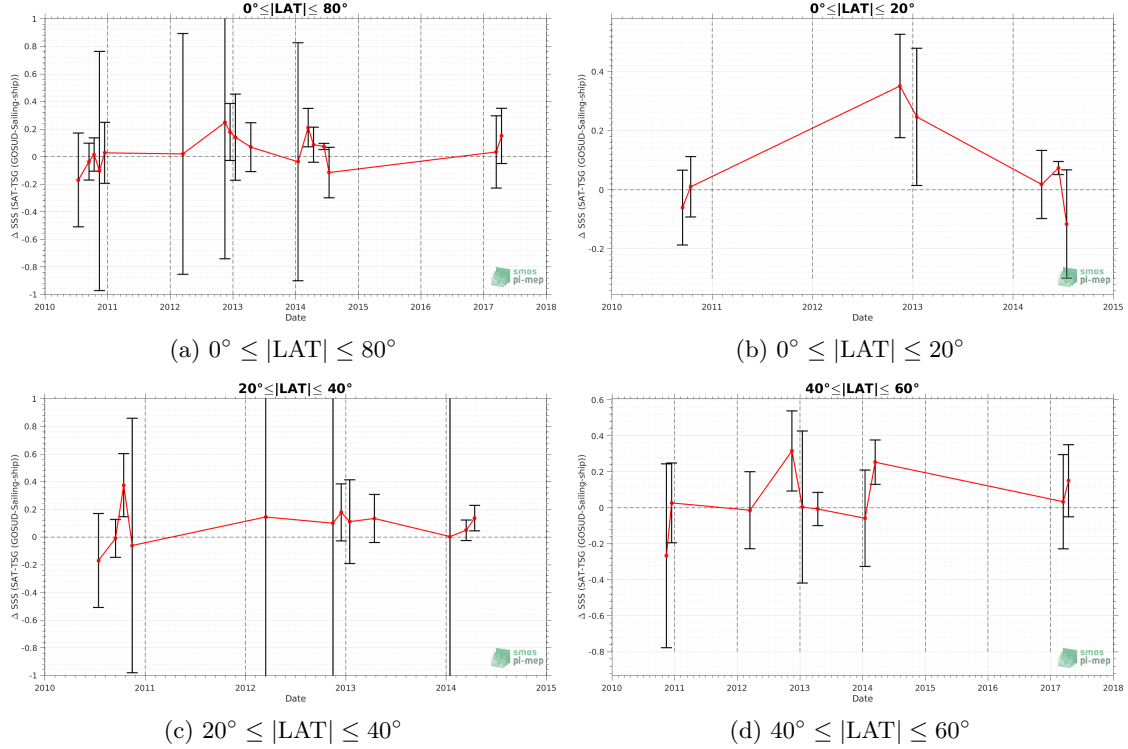 0°≤|LAT|≤ 80°
1
0.8
0.6
0.4
0.2
0
-0.2
-0.4
-0.6
-0.8
-1
Δ SSS (SAT-TSG (GOSUD-Sailing-ship))
2010 2011 2012 2013 2014 2015 2016 2017 2018
Date
smos
pi-mep
(a) 0° ≤ |LAT| ≤ 80°
0°≤|LAT|≤ 20°
0.4
0.2
0
-0.2
Δ SSS (SAT-TSG (GOSUD-Sailing-ship))
2010 2011 2012 2013 2014 2015
Date
smos
pi-mep
(b) 0° ≤ |LAT| ≤ 20°
20°≤|LAT|≤ 40°
1
0.8
0.6
0.4
0.2
0
-0.2
-0.4
-0.6
-0.8
-1
Δ SSS (SAT-TSG (GOSUD-Sailing-ship))
2010 2011 2012 2013 2014 2015
Date
smos
pi-mep
(c) 20° ≤ |LAT| ≤ 40°
40°≤|LAT|≤ 60°
0.6
0.4
0.2
0
-0.2
-0.4
-0.6
-0.8
Δ SSS (SAT-TSG (GOSUD-Sailing-ship))
2010 2011 2012 2013 2014 2015 2016 2017 2018
Date
smos
pi-mep
(d) 40° ≤ |LAT| ≤ 60°